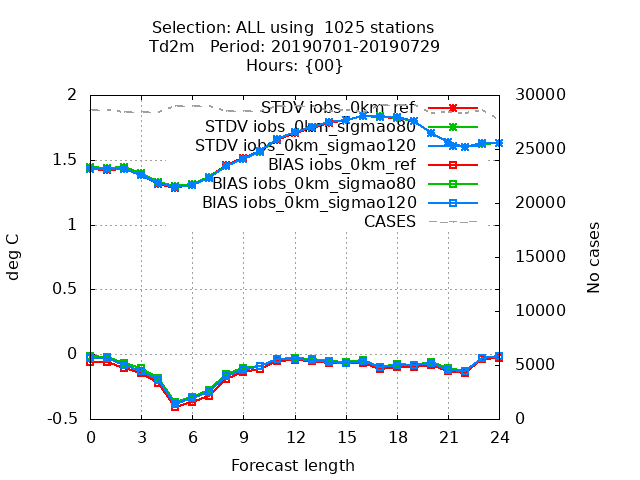 Selection: ALL using  1025 stations
Td2m   Period: 20190701-20190729
Hours: {00}
STDV iobs_0km_ref
STDV iobs_0km_sigmao80
STDV iobs_0km_sigmao120
BIAS iobs_0km_ref
BIAS iobs_0km_sigmao80
BIAS iobs_0km_sigmao120
CASES
2
1.5
1
0.5
0
-0.5
deg C
30000
25000
20000
15000
10000
5000
0
No cases
0 3 6 9 12 15 18 21 24
Forecast length